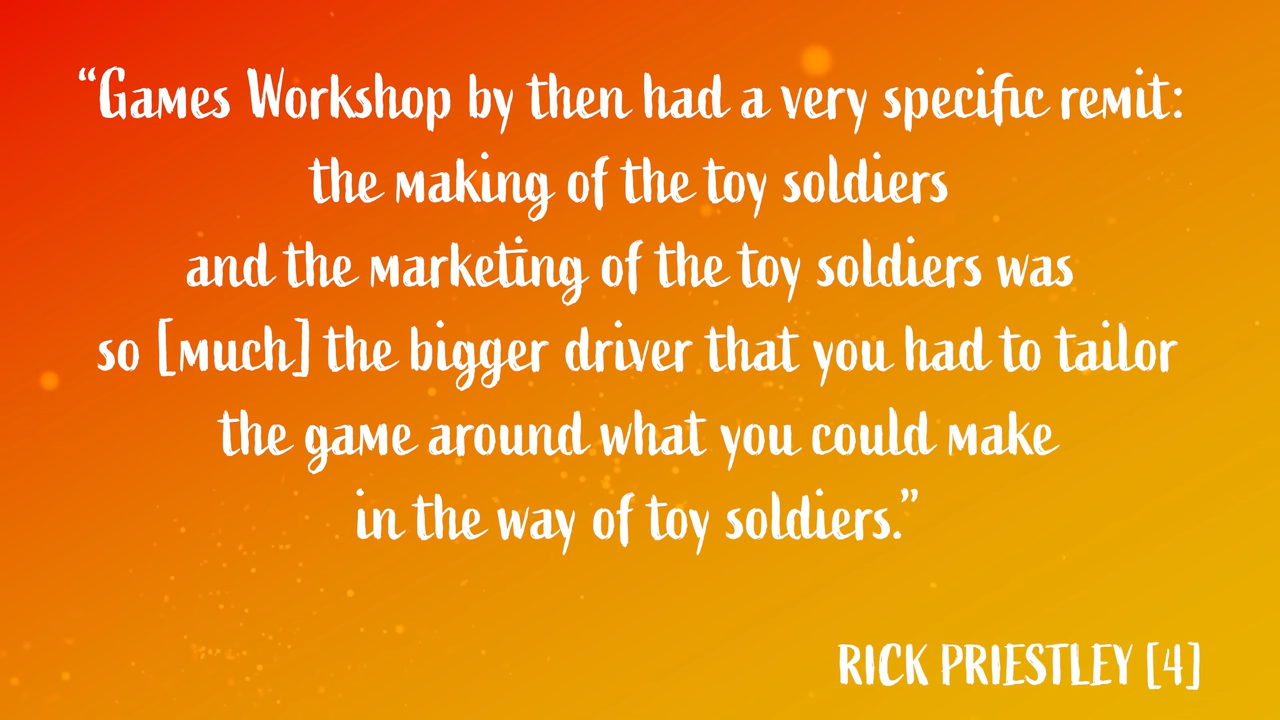 “Games Workshop by then had a very specific remit:
the making of the toy soldiers
and the marketing of the toy soldiers was
so [much] the bigger driver that you had to tailor
the game around what you could make
in the way of toy soldiers.”
RICK PRIESTLEY [4]